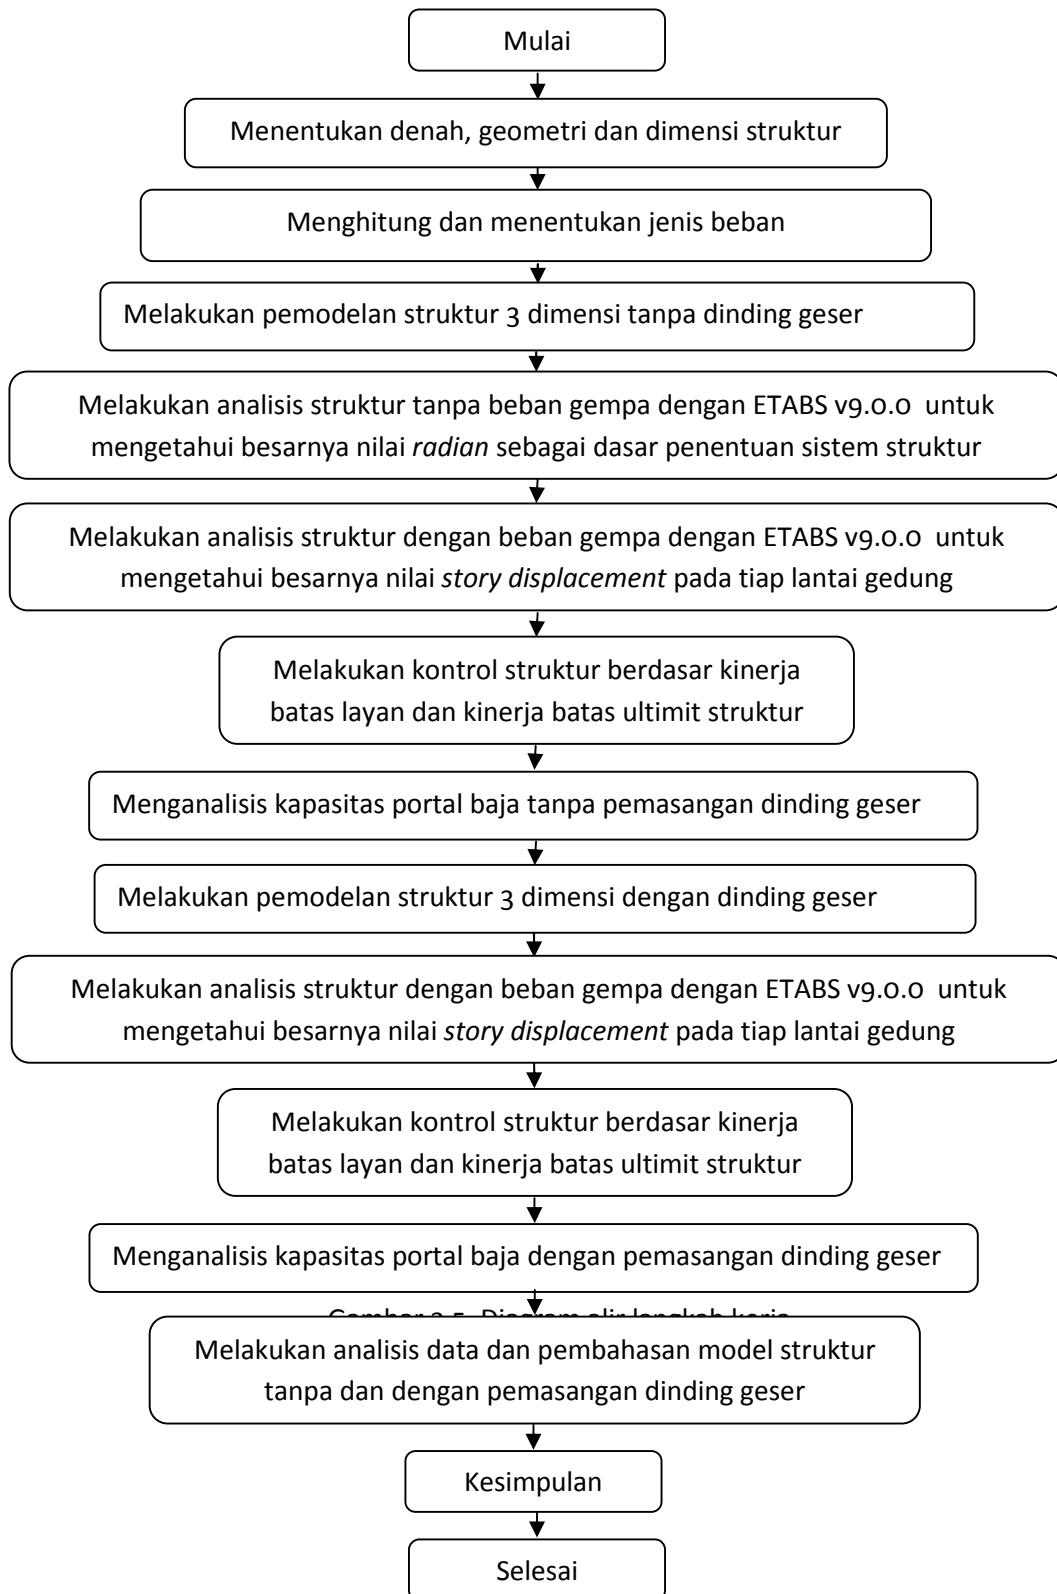 Mulai
Menentukan denah, geometri dan dimensi struktur
Menghitung dan menentukan jenis beban
Melakukan pemodelan struktur 3 dimensi tanpa dinding geser
Melakukan analisis struktur tanpa beban gempa dengan ETABS v9.0.0 untuk
mengetahui besarnya nilai radian sebagai dasar penentuan sistem struktur
Melakukan analisis struktur dengan beban gempa dengan ETABS v9.0.0 untuk
mengetahui besarnya nilai story displacement pada tiap lantai gedung
Melakukan kontrol struktur berdasar kinerja
batas layan dan kinerja batas ultimit struktur
Menganalisis kapasitas portal baja tanpa pemasangan dinding geser
Melakukan pemodelan struktur 3 dimensi dengan dinding geser
Melakukan analisis struktur dengan beban gempa dengan ETABS v9.0.0 untuk
mengetahui besarnya nilai story displacement pada tiap lantai gedung
Melakukan kontrol struktur berdasar kinerja
batas layan dan kinerja batas ultimit struktur
Menganalisis kapasitas portal baja dengan pemasangan dinding geser
Diagram alir langkah kerja
Melakukan analisis data dan pembahasan model struktur
tanpa dan dengan pemasangan dinding geser
Kesimpulan
Selesai